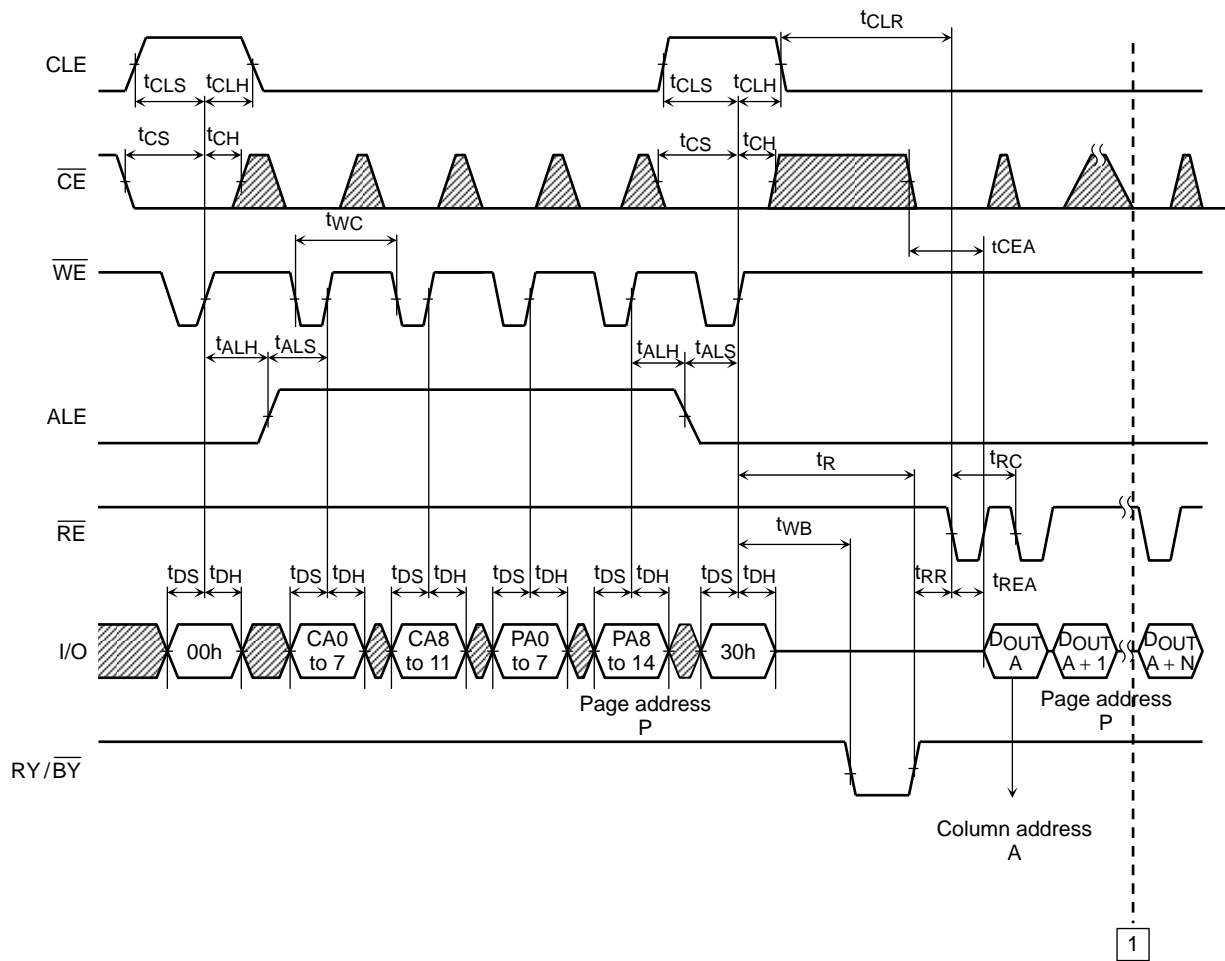 tCLR
CLE
tCLS tCLH tCLS tCLH
tCS tCH tCS tCH
CE
tWC
tCEA
WE
tALH tALS tALH tALS
ALE
tR tRC
RE
tWB
tDS tDH tDS tDH tDS tDH tDS tDH tDS tDH tDS tDH tRR tREA
I/O
00h
CA0
to 7
CA8
to 11
PA0
to 7
PA8
to 14
30h
DOUT
A
DOUT
A + 1
DOUT
A + N
Page address
P
Page address
P
RY/BY
Column address
A
1